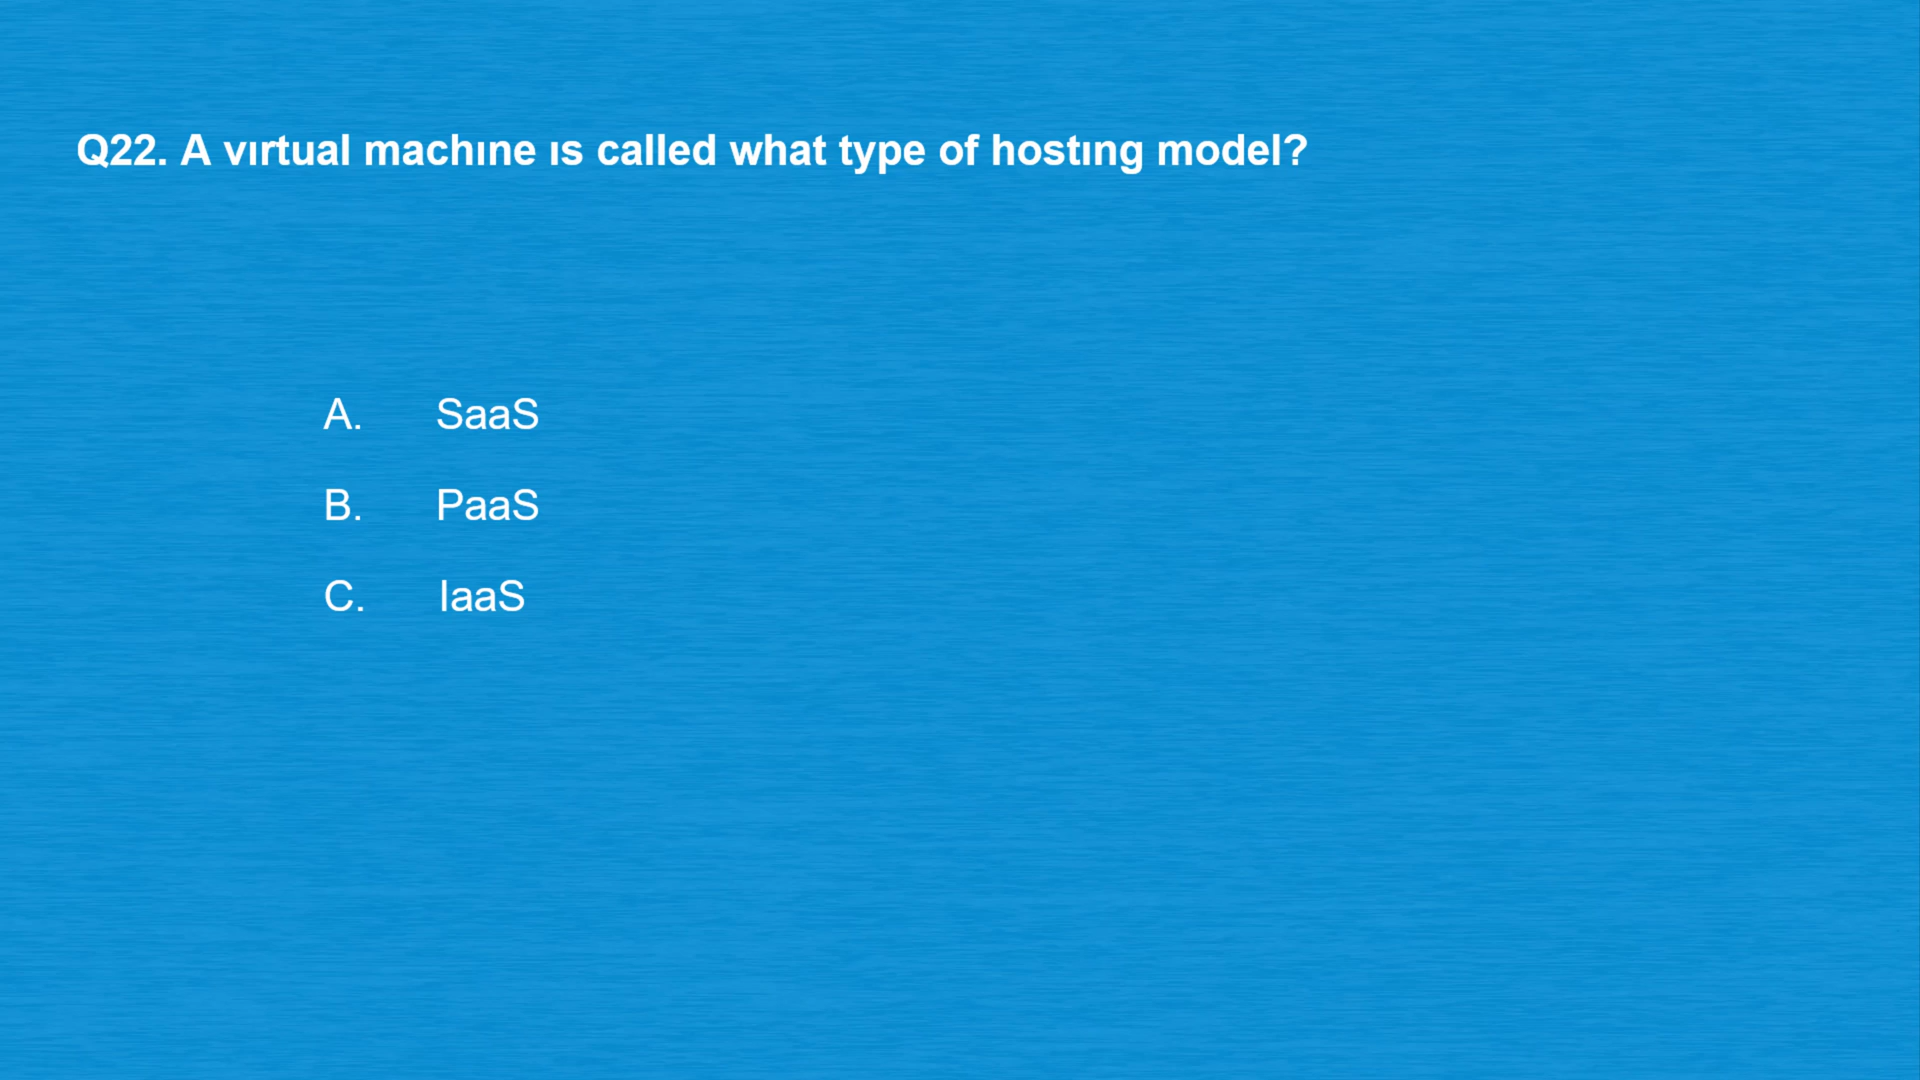 Q22. A vırtual machıne ıs called what type of hostıng model?
A. SaaS
B. PaaS
C. IaaS